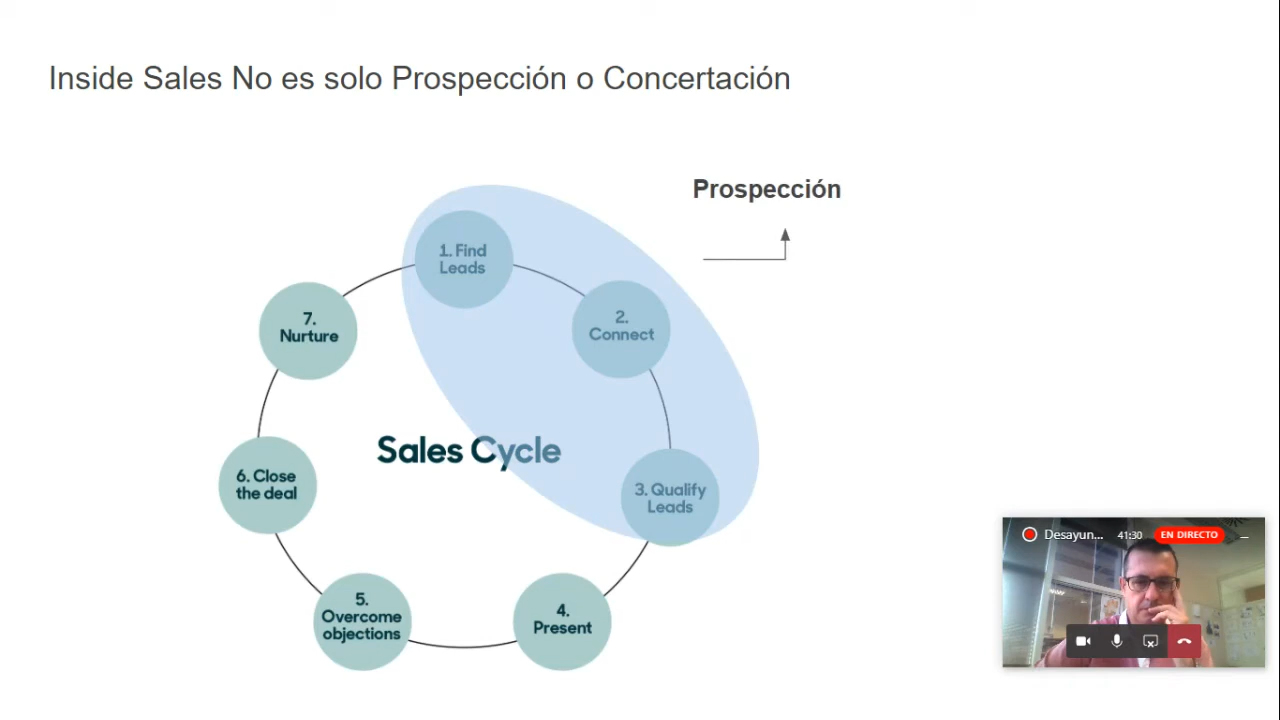 Inside Sales No es solo Prospección o Concertación
Prospección
1. Find
Leads
2.
Connect
3. Qualify
Leads
4.
Present
5.
Overcome
objections
6. Close
the deal
7.
Nurture
Sales Cycle
Desayun...
41:30
EN DIRECTO